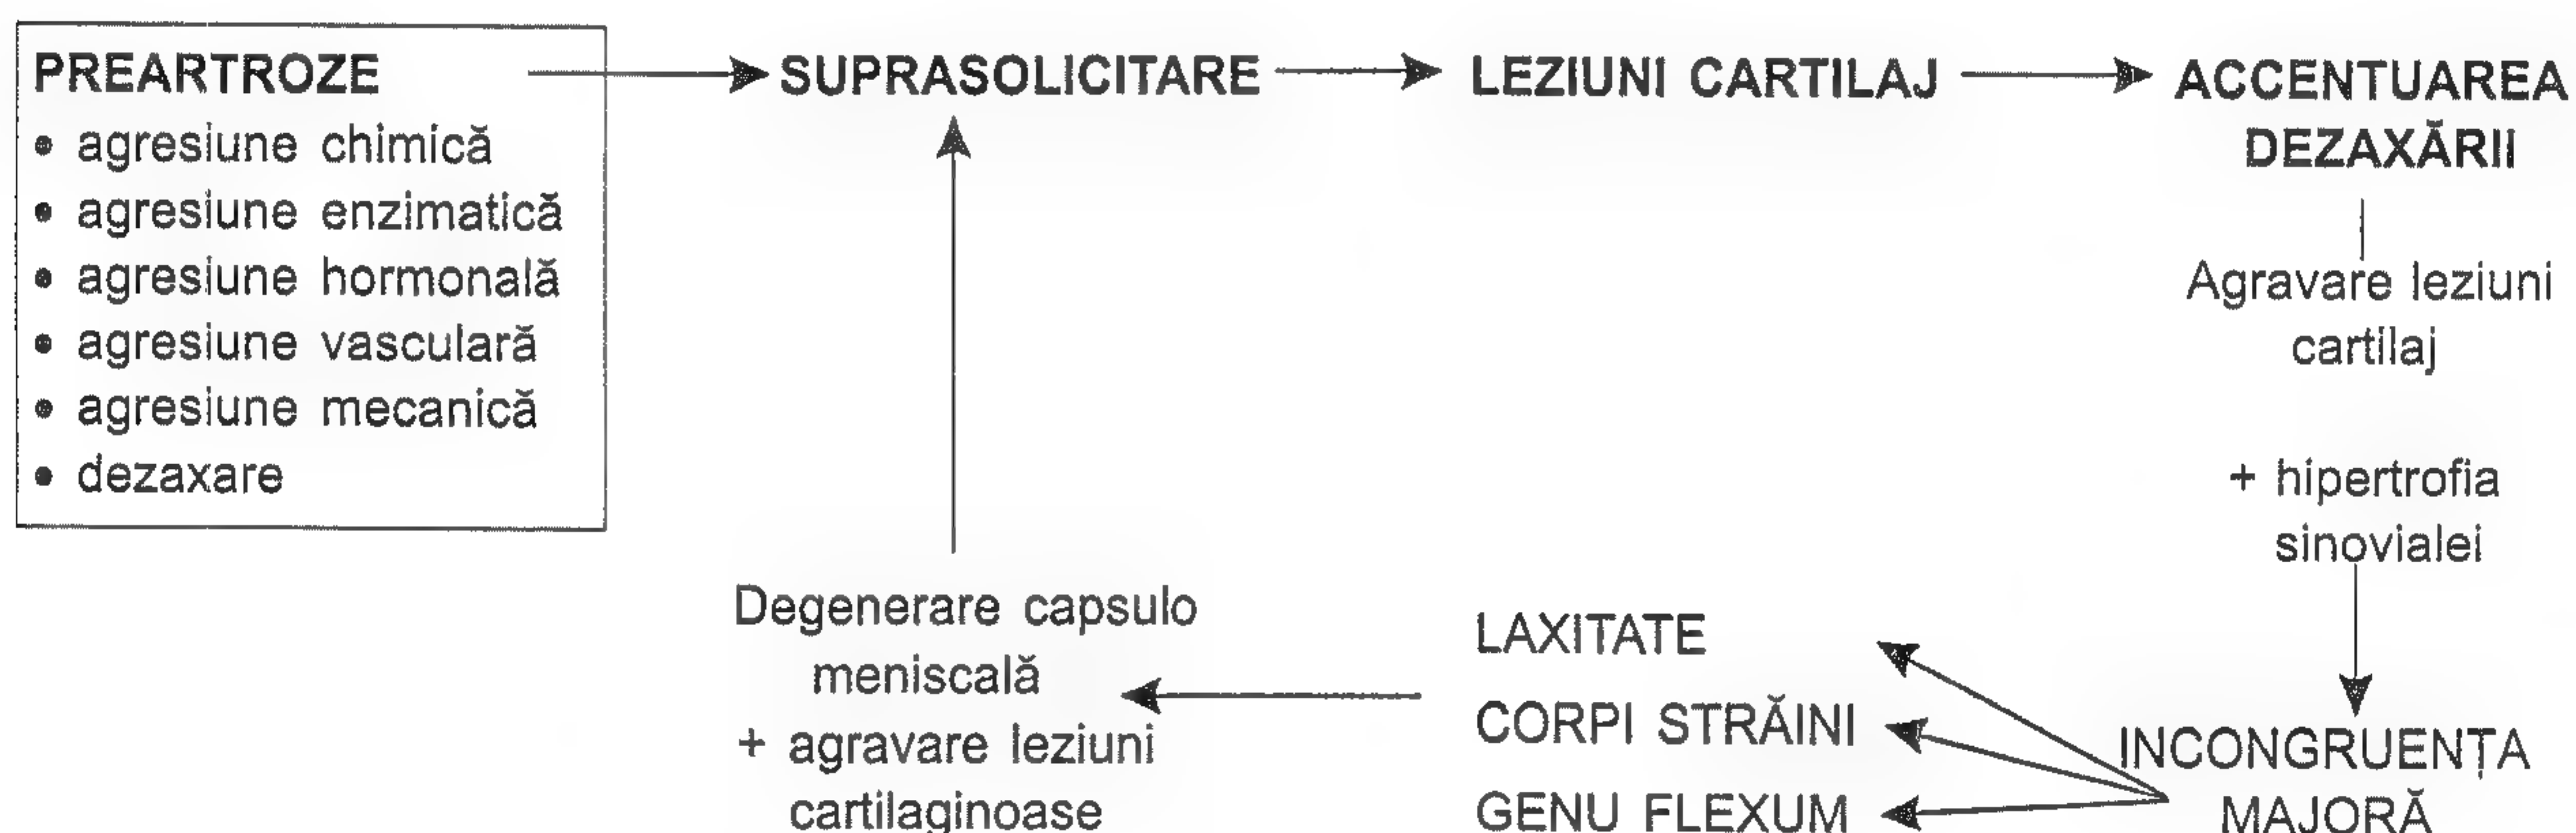 PREARTROZE
• agresiune chimică
• agresiune enzimatică
• agresiune hormonală
• agresiune vasculară
• agresiune mecanică
• dezaxare
SUPRASOLICITARE
LEZIUNI CARTILAJ
ACCENTUAREA
DEZAXĂRII
Agravare leziuni
cartilaj
+ hipertrofia
sinovialei
INCONGRUENȚA
MAJORĂ
LAXITATE
CORPI STRĂINI
GENU FLEXUM
Degenerare capsulo
meniscală
+ agravare leziuni
cartilaginoase